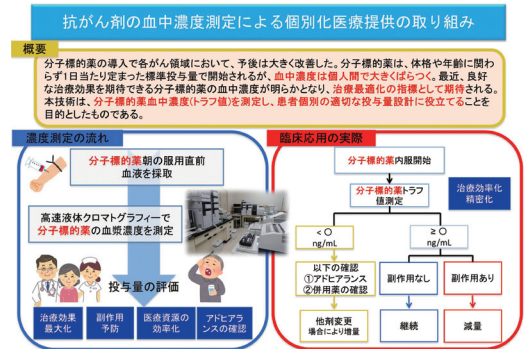 抗がん剤の血中濃度測定による個別化医療提供の取り組み
概要
分子標的薬の導入で各がん領域において、予後は大きく改善した。分子標的薬は、体格や年齢に関わ
らず1日当たり定まった標準投与量で開始されるが、血中濃度は個人間で大きくばらつく。最近、良好
な治療効果を期待できる分子標的薬の血中濃度が明らかとなり、治療最適化の指標として期待される。
本技術は、分子標的薬血中濃度(トラフ値)を測定し、患者個別の適切な投与量設計に役立てることを
目的としたものである。
濃度測定の流れ
分子標的薬朝の服用直前
血液を採取
高速液体クロマトグラフィーで
分子標的薬の血漿濃度を測定
投与量の評価
治療効果
最大化
副作用
予防
医療資源の
効率化
アドヒアラ
ンスの確認
臨床応用の実際
分子標的薬内服開始
分子標的薬トラフ
値測定
治療効率化
精密化
＜〇
ng/mL
≧〇
ng/mL
以下の確認
①アドヒアランス
②併用薬の確認
副作用なし
副作用あり
他剤変更
場合により増量
継続
減量